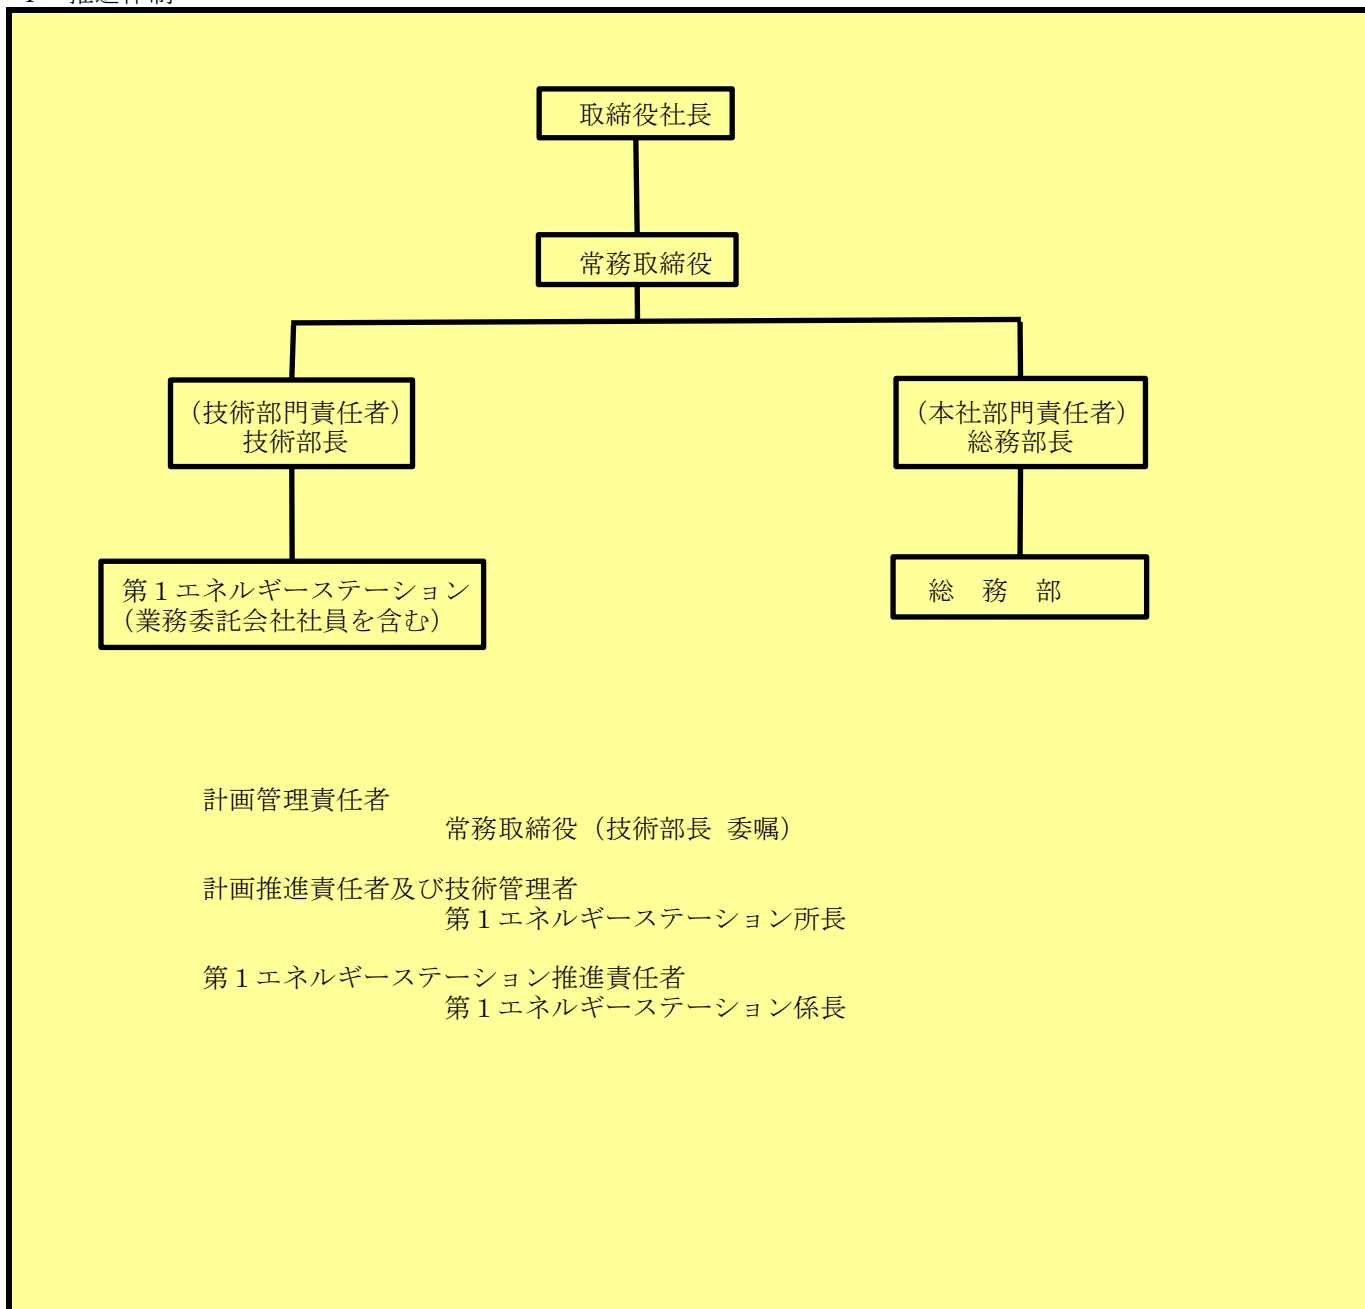 取締役社長
常務取締役
（技術部門責任者）
技術部長
（本社部門責任者）
総務部長
第１エネルギーステーション
（業務委託会社社員を含む）
総　務　部
計画管理責任者
常務取締役（技術部長 委嘱）
計画推進責任者及び技術管理者
第１エネルギーステーション所長
第１エネルギーステーション推進責任者
第１エネルギーステーション係長